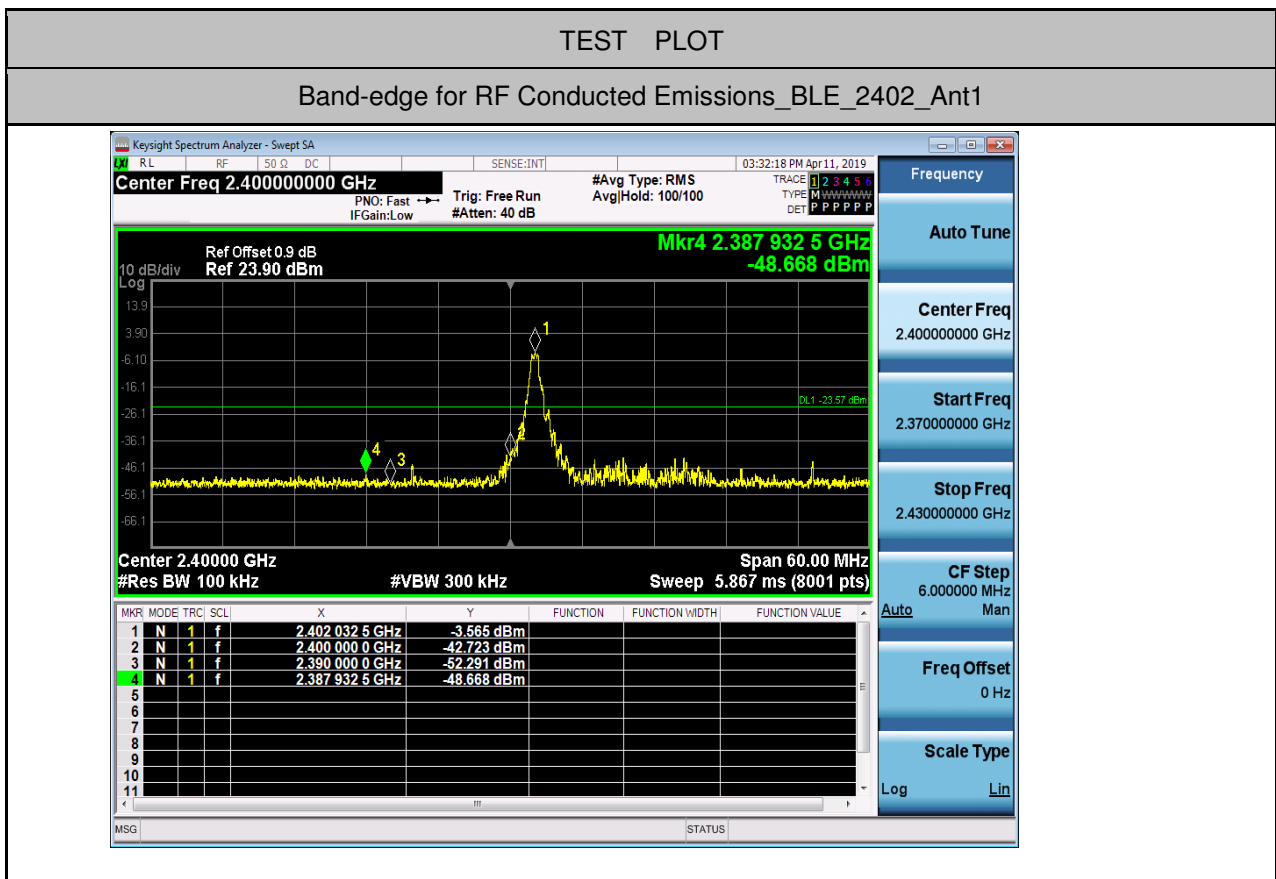 TEST PLOT
Band-edge for RF Conducted Emissions_BLE_2402_Ant1
Keysight Spectrum Analyzer - Swept SA
LXI RL RF 50 Ω DC SENSE:INT 03:32:18 PM Apr 11, 2019
Center Freq 2.400000000 GHz
PNO: Fast
IFGain:Low
Trig: Free Run
#Atten: 40 dB
#Avg Type: RMS
Avg|Hold: 100/100
TRACE 1 2 3 4 5 6
TYPE M WWWWW
DET P P P P P P
Frequency
Auto Tune
Center Freq
2.400000000 GHz
Start Freq
2.370000000 GHz
Stop Freq
2.430000000 GHz
CF Step
6.000000 MHz
Auto Man
Freq Offset
0 Hz
Scale Type
Log Lin
Ref Offset 0.9 dB
10 dB/div Ref 23.90 dBm
Log
Mkr4 2.387 932 5 GHz
-48.668 dBm
13.9
3.90
-6.10
-16.1
-26.1
-36.1
-46.1
-56.1
-66.1
1
2
3
4
DL1 -23.57 dBm
Center 2.40000 GHz Span 60.00 MHz
#Res BW 100 kHz #VBW 300 kHz Sweep 5.867 ms (8001 pts)
MKR MODE TRC SCL X Y FUNCTION FUNCTION WIDTH FUNCTION VALUE
1 N 1 f 2.402 032 5 GHz -3.565 dBm
2 N 1 f 2.400 000 0 GHz -42.723 dBm
3 N 1 f 2.390 000 0 GHz -52.291 dBm
4 N 1 f 2.387 932 5 GHz -48.668 dBm
5
6
7
8
9
10
11
MSG STATUS